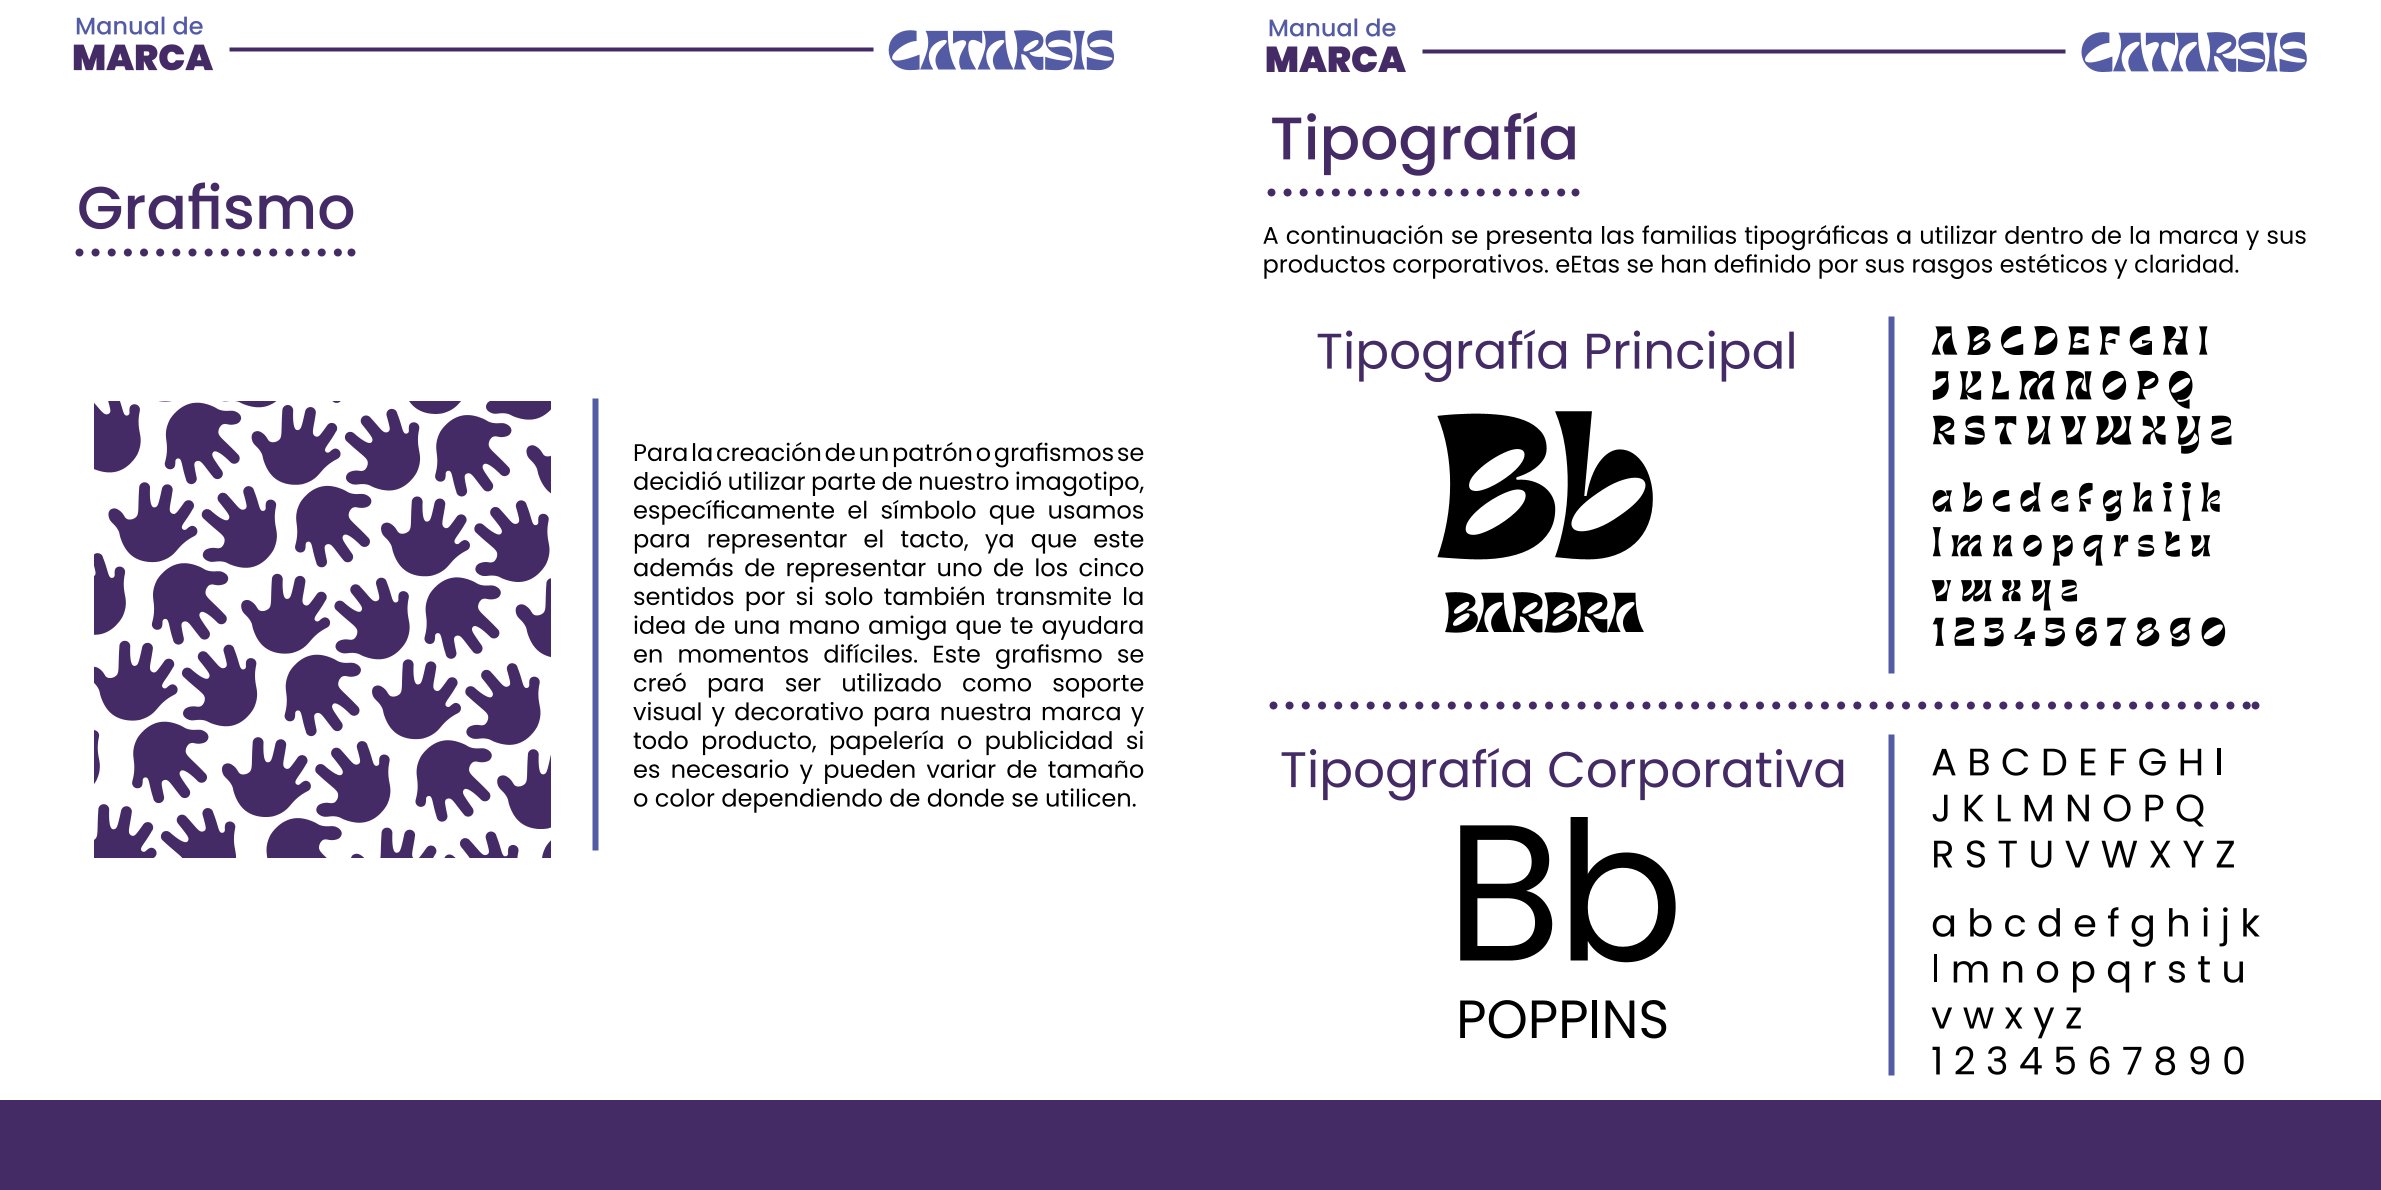 Manual de
MARCA
CATARSIS
Grafismo
Para la creación de un patrón o grafismos se
decidió utilizar parte de nuestro imagotipo,
específicamente el símbolo que usamos
para representar el tacto, ya que este
además de representar uno de los cinco
sentidos por si solo también transmite la
idea de una mano amiga que te ayudara
en momentos difíciles. Este grafismo se
creó para ser utilizado como soporte
visual y decorativo para nuestra marca y
todo producto, papelería o publicidad si
es necesario y pueden variar de tamaño
o color dependiendo de donde se utilicen.
Manual de
MARCA
CATARSIS
Tipografía
A continuación se presenta las familias tipográficas a utilizar dentro de la marca y sus
productos corporativos. eEtas se han definido por sus rasgos estéticos y claridad.
Tipografía Principal
Bb
BARBRA
A B C D E F G H I
J K L M N O P Q
R S T U V W X Y Z
a b c d e f g h i j k
l m n o p q r s t u
v w x y z
1 2 3 4 5 6 7 8 9 0
Tipografía Corporativa
Bb
POPPINS
A B C D E F G H I
J K L M N O P Q
R S T U V W X Y Z
a b c d e f g h i j k
l m n o p q r s t u
v w x y z
1 2 3 4 5 6 7 8 9 0